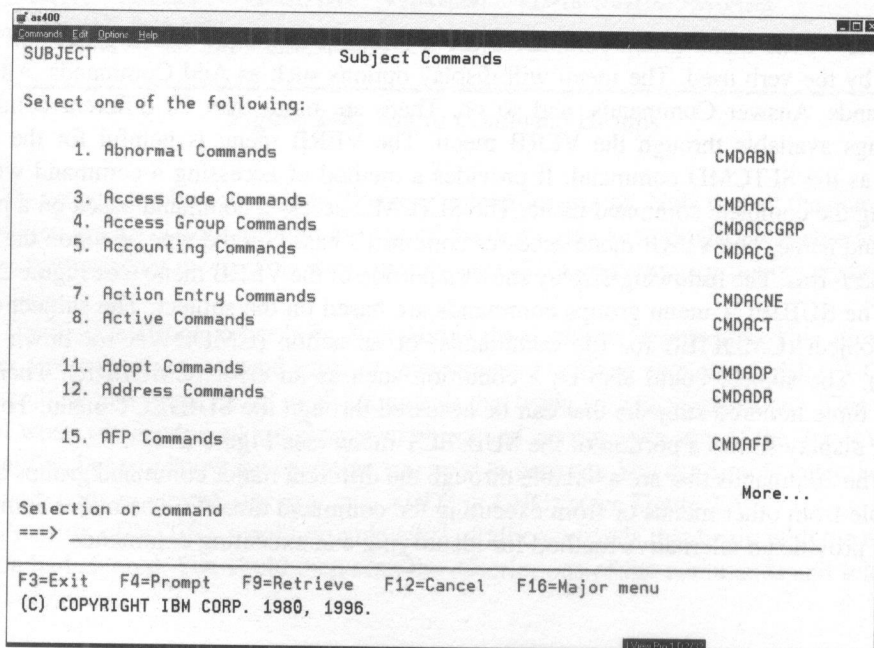 as400
Commands Edit Options Help
SUBJECT Subject Commands
Select one of the following:
1. Abnormal Commands CMDABN
3. Access Code Commands CMDACC
4. Access Group Commands CMDACCGRP
5. Accounting Commands CMDACG
7. Action Entry Commands CMDACNE
8. Active Commands CMDACT
11. Adopt Commands CMDADP
12. Address Commands CMDADR
15. AFP Commands CMDAFP
More...
Selection or command
===>
F3=Exit F4=Prompt F9=Retrieve F12=Cancel F16=Major menu
(C) COPYRIGHT IBM CORP. 1980, 1996.